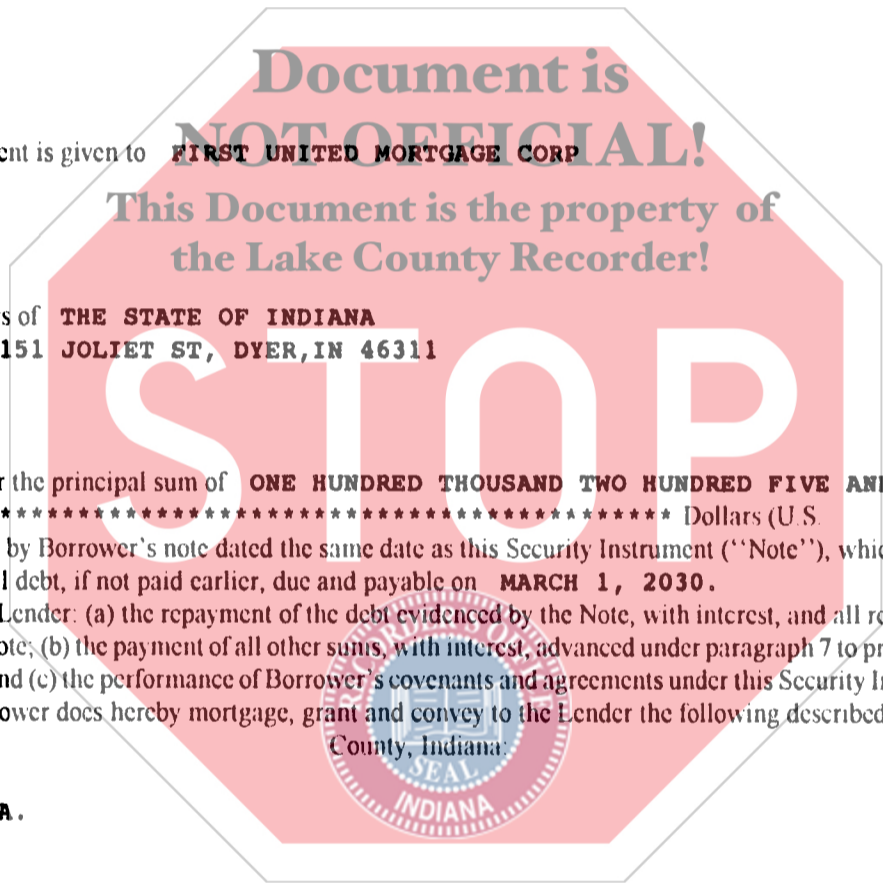 Document is
NOT OFFICIAL!
ent is given to FIRST UNITED MORTGAGE CORP
This Document is the property of
the Lake County Recorder!
s of THE STATE OF INDIANA
151 JOLIET ST, DYER, IN 46311
STOP
r the principal sum of ONE HUNDRED THOUSAND TWO HUNDRED FIVE AN
******************************************* Dollars (U.S.
by Borrower's note dated the same date as this Security Instrument (''Note''), whic
l debt, if not paid earlier, due and payable on MARCH 1, 2030.
Lender: (a) the repayment of the debt evidenced by the Note, with interest, and all re
ote; (b) the payment of all other sums, with interest, advanced under paragraph 7 to pr
nd (c) the performance of Borrower's covenants and agreements under this Security I
ower does hereby mortgage, grant and convey to the Lender the following described
County, Indiana:
SEAL
INDIANA
A.